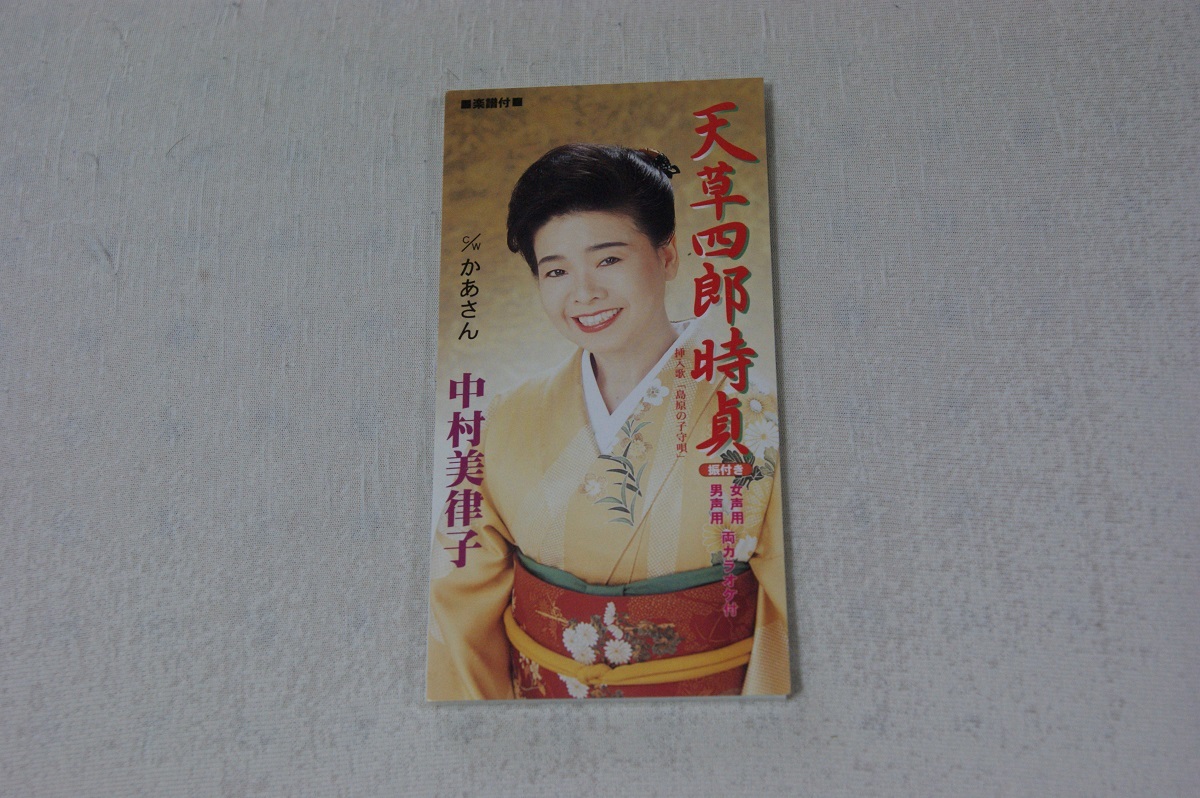 ■楽譜付■
天草四郎時貞
挿入歌「島原の子守唄」
振付き
女声用
男声用
両カラオケ付
C/W かあさん
中村美律子